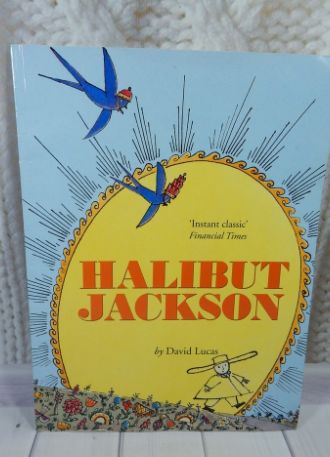 'Instant classic'
Financial Times
HALIBUT
JACKSON
by David Lucas